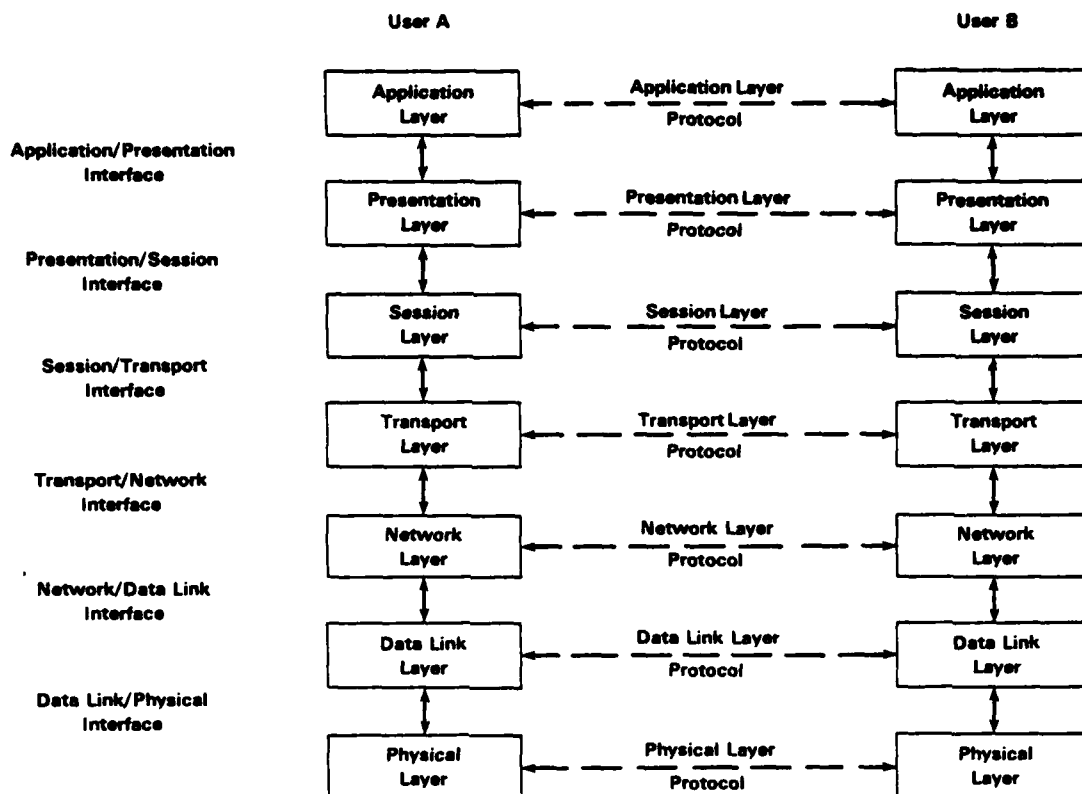 User A
User B
Application
Layer
Application Layer
Protocol
Application
Layer
Application/Presentation
Interface
Presentation
Layer
Presentation Layer
Protocol
Presentation
Layer
Presentation/Session
Interface
Session
Layer
Session Layer
Protocol
Session
Layer
Session/Transport
Interface
Transport
Layer
Transport Layer
Protocol
Transport
Layer
Transport/Network
Interface
Network
Layer
Network Layer
Protocol
Network
Layer
Network/Data Link
Interface
Data Link
Layer
Data Link Layer
Protocol
Data Link
Layer
Data Link/Physical
Interface
Physical
Layer
Physical Layer
Protocol
Physical
Layer